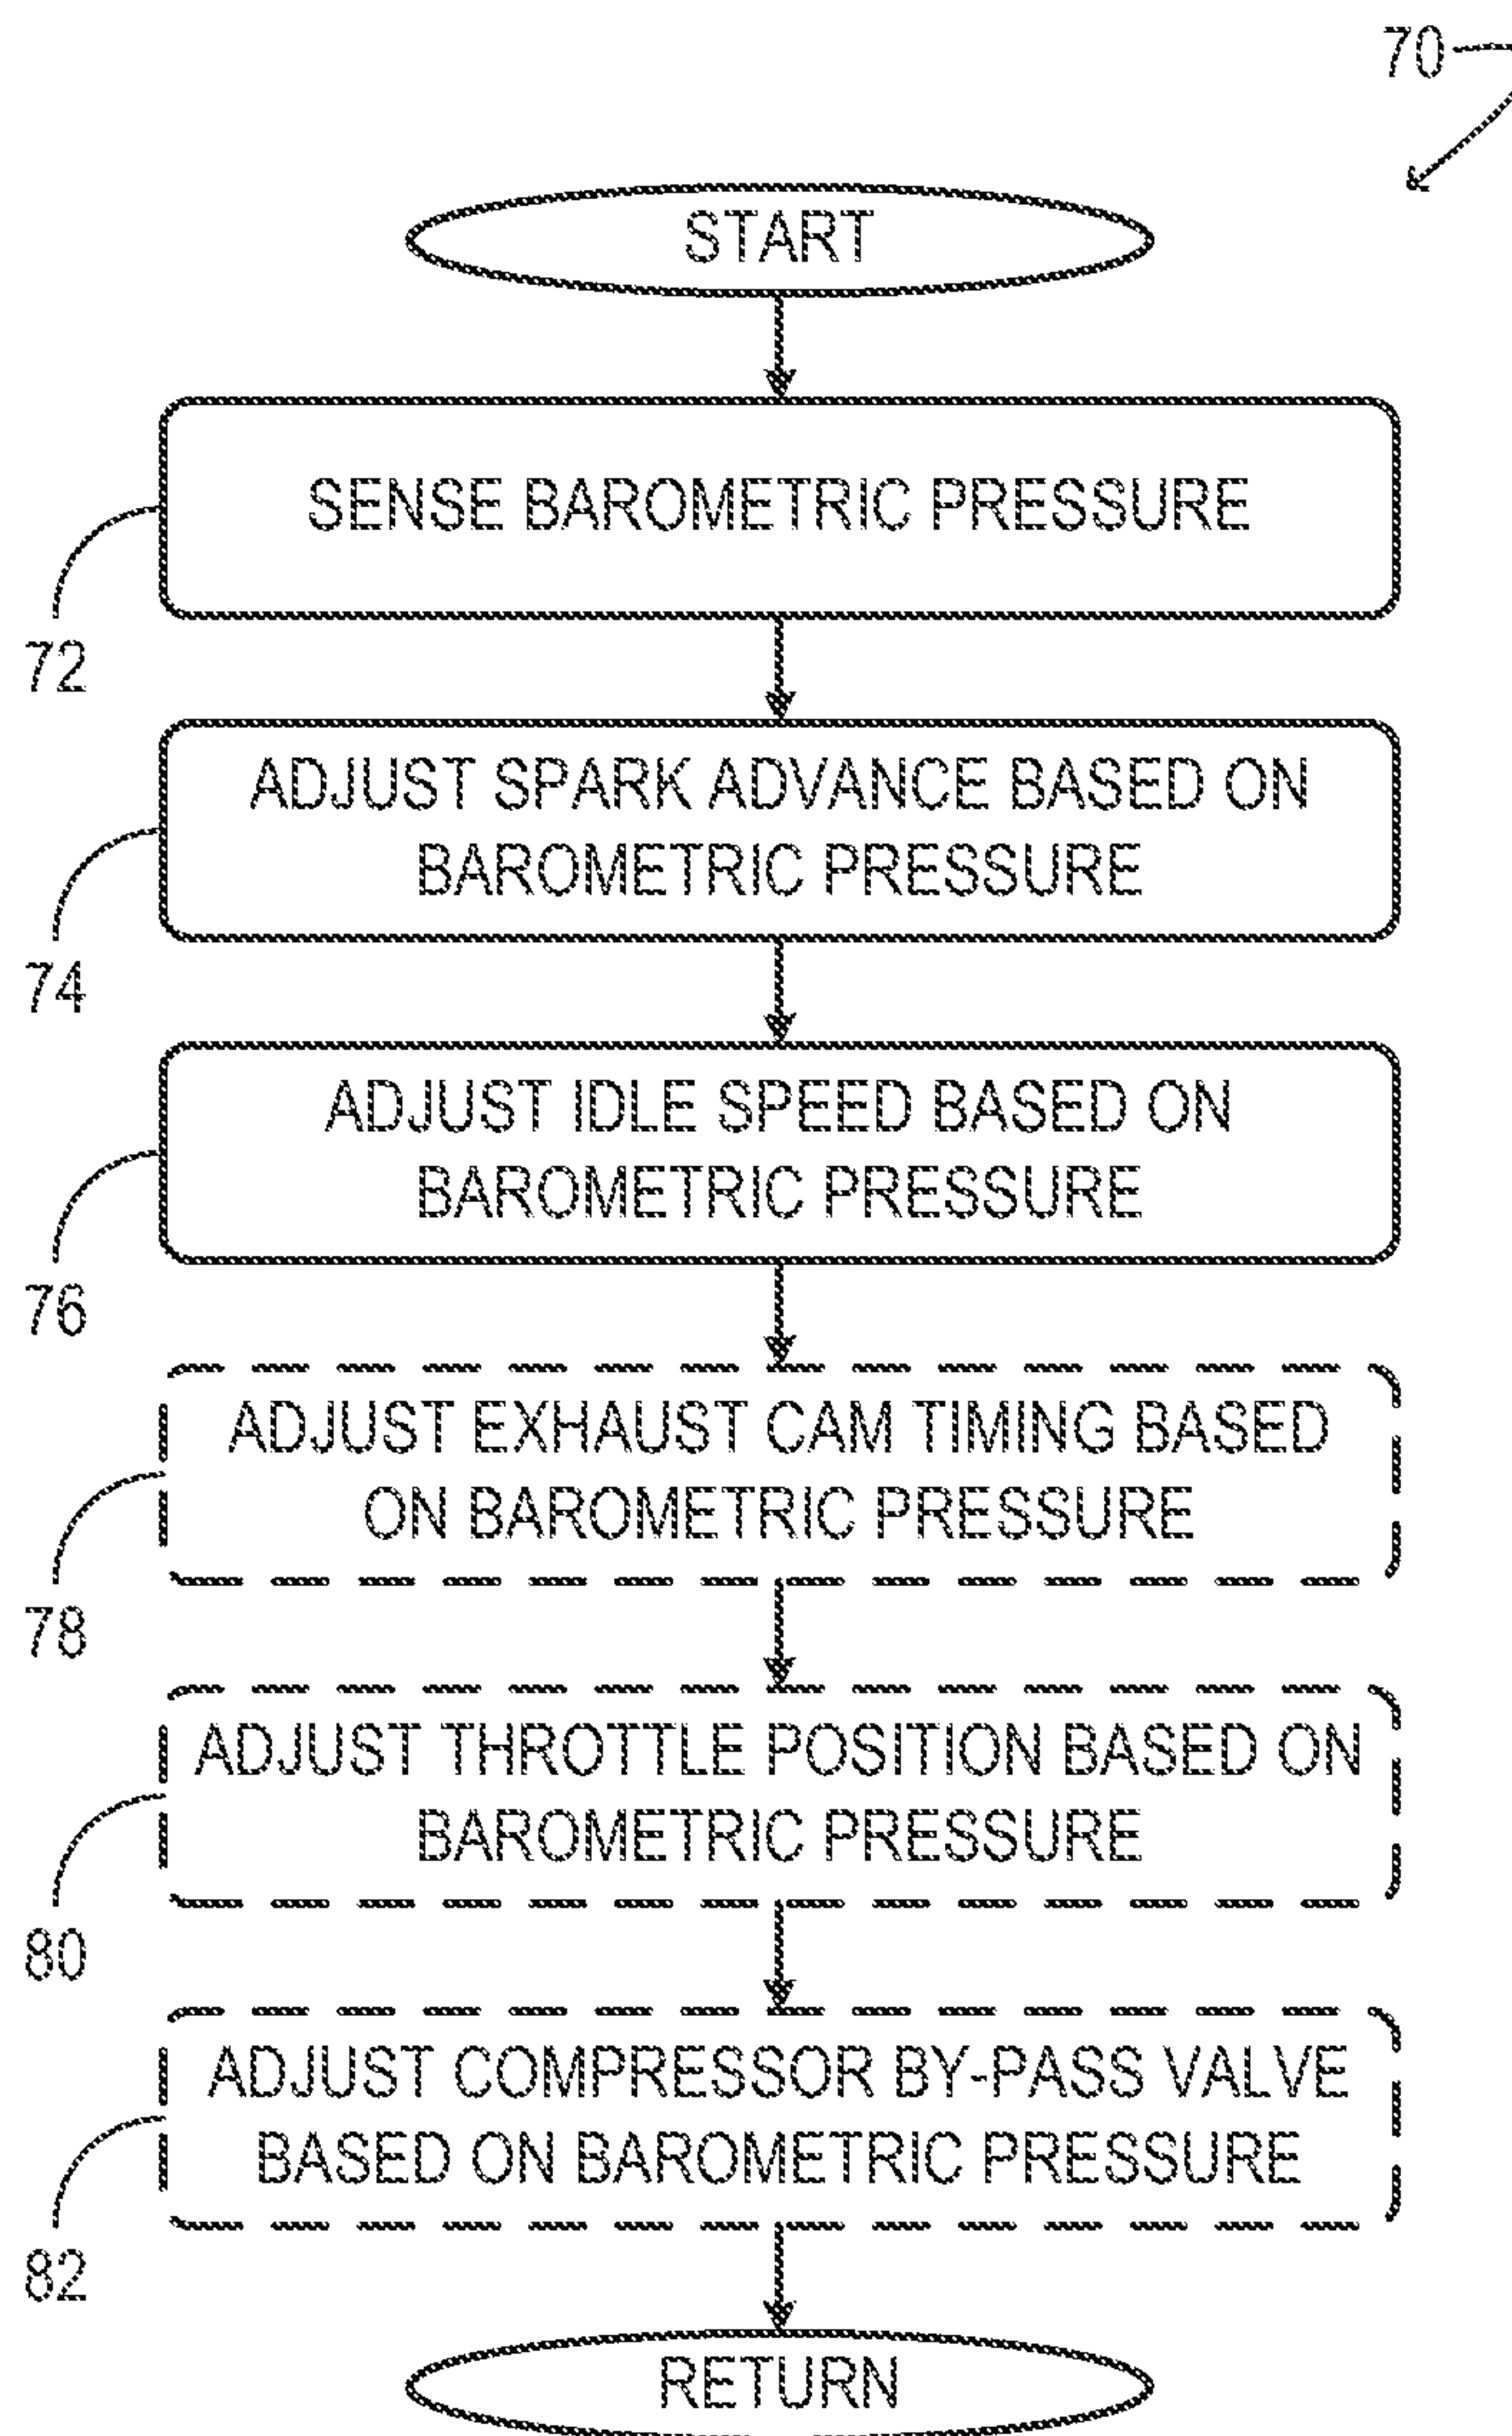 70
START
SENSE BAROMETRIC PRESSURE
72
ADJUST SPARK ADVANCE BASED ON
BAROMETRIC PRESSURE
74
ADJUST IDLE SPEED BASED ON
BAROMETRIC PRESSURE
76
ADJUST EXHAUST CAM TIMING BASED
ON BAROMETRIC PRESSURE
78
ADJUST THROTTLE POSITION BASED ON
BAROMETRIC PRESSURE
80
ADJUST COMPRESSOR BY-PASS VALVE
BASED ON BAROMETRIC PRESSURE
82
RETURN